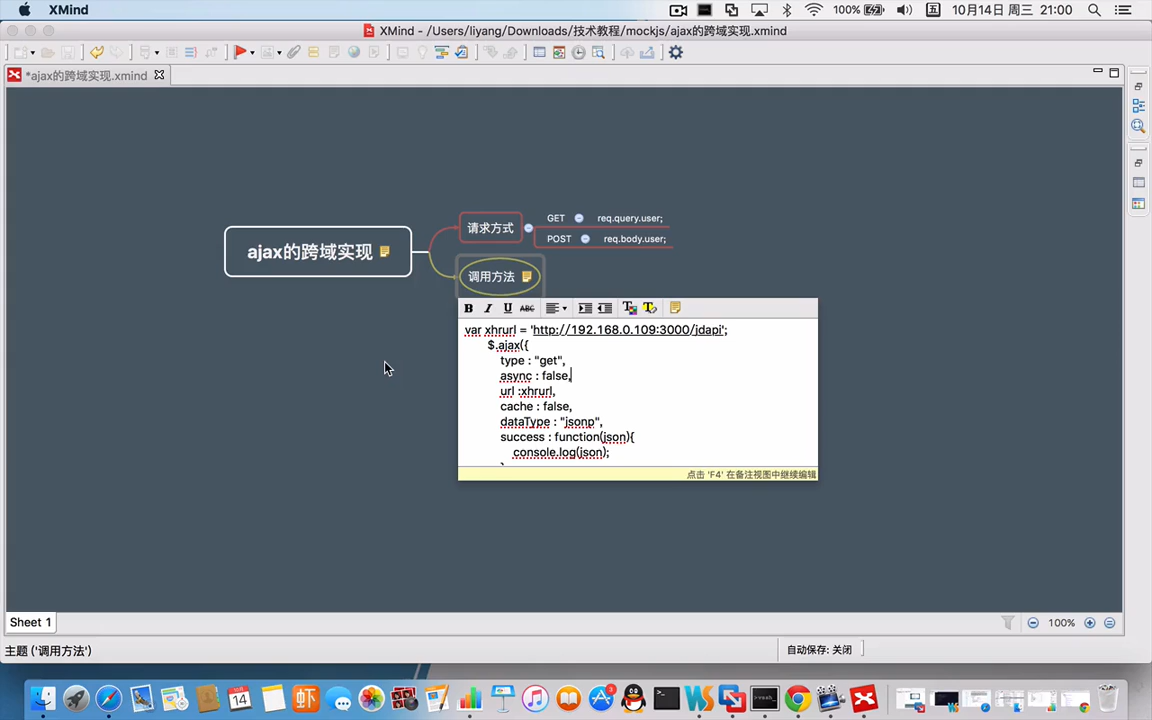 XMind
100%
五
10月14日 周三 21:00
XMind - /Users/liyang/Downloads/技术教程/mockjs/ajax的跨域实现.xmind
*ajax的跨域实现.xmind
ajax的跨域实现
请求方式
GET
req.query.user;
POST
req.body.user;
调用方法
B I U ABC
var xhrurl = 'http://192.168.0.109:3000/jdapi';
$.ajax({
type : "get",
async : false,
url :xhrurl,
cache : false,
dataType : "jsonp",
success : function(json){
console.log(json);
点击 'F4' 在备注视图中继续编辑
Sheet 1
100%
主题 ('调用方法')
自动保存: 关闭
虾
14
3